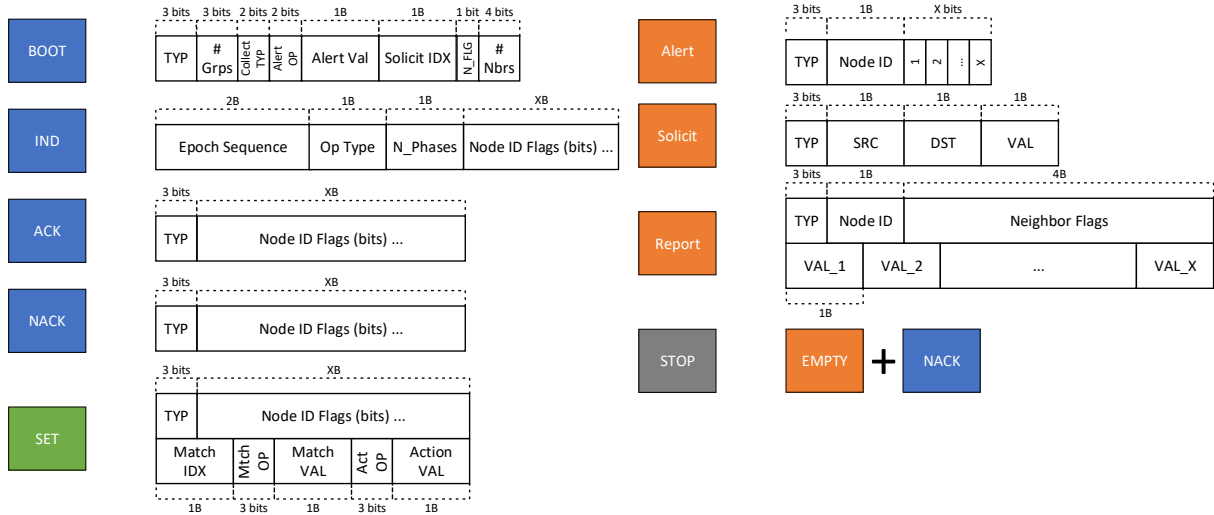 3 bits 3 bits 2 bits 2 bits 1B 1B 1 bit 4 bits
BOOT
TYP
#
Grps
Collect
TYP
Alert
OP
Alert Val
Solicit IDX
N_FLG
#
Nbrs
2B 1B 1B XB
IND
Epoch Sequence
Op Type
N_Phases
Node ID Flags (bits) ...
3 bits XB
ACK
TYP
Node ID Flags (bits) ...
3 bits XB
NACK
TYP
Node ID Flags (bits) ...
3 bits XB
SET
TYP
Node ID Flags (bits) ...
Match
IDX
Mtch
OP
Match
VAL
Act
OP
Action
VAL
1B 3 bits 1B 3 bits 1B
3 bits 1B X bits
Alert
TYP
Node ID
1
2
...
X
3 bits 1B 1B 1B
Solicit
TYP
SRC
DST
VAL
3 bits 1B 4B
Report
TYP
Node ID
Neighbor Flags
VAL_1
VAL_2
...
VAL_X
1B
STOP
EMPTY
+
NACK